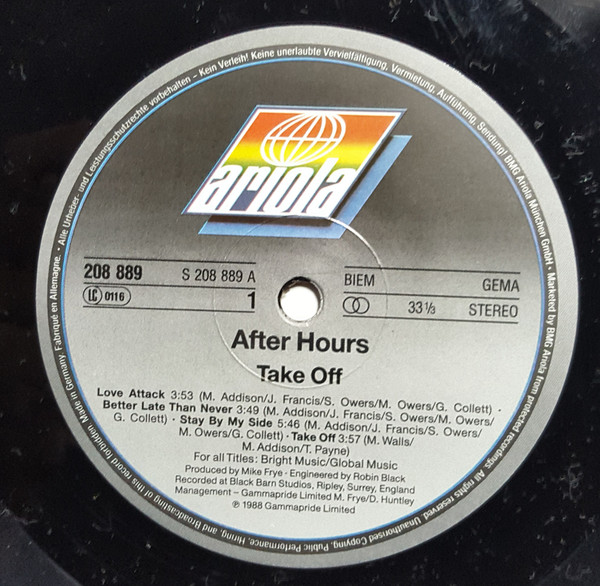 Alle Urheber- und Leistungsschutzrechte vorbehalten – Kein Verleih! Keine unerlaubte Vervielfältigung, Vermietung, Aufführung, Sendung! BMG Ariola München GmbH · Marketed by BMG Ariola from protected recordings. All rights reserved. Unauthorised Copying, Public Performance, Hiring, and Broadcasting of this record forbidden. Made in Germany. Fabriqué en Allemagne. ·
ariola
208 889 S 208 889 A
LC 0116 1
BIEM GEMA
33 1/3 STEREO
After Hours
Take Off
Love Attack 3:53 (M. Addison/J. Francis/S. Owers/M. Owers/G. Collett) ·
Better Late Than Never 3:49 (M. Addison/J. Francis/S. Owers/M. Owers/
G. Collett) · Stay By My Side 5:46 (M. Addison/J. Francis/S. Owers/
M. Owers/G. Collett) · Take Off 3:57 (M. Walls/
M. Addison/T. Payne)
For all Titles: Bright Music/Global Music
Produced by Mike Frye · Engineered by Robin Black
Recorded at Black Barn Studios, Ripley, Surrey, England
Management – Gammapride Limited M. Frye/D. Huntley
℗ 1988 Gammapride Limited